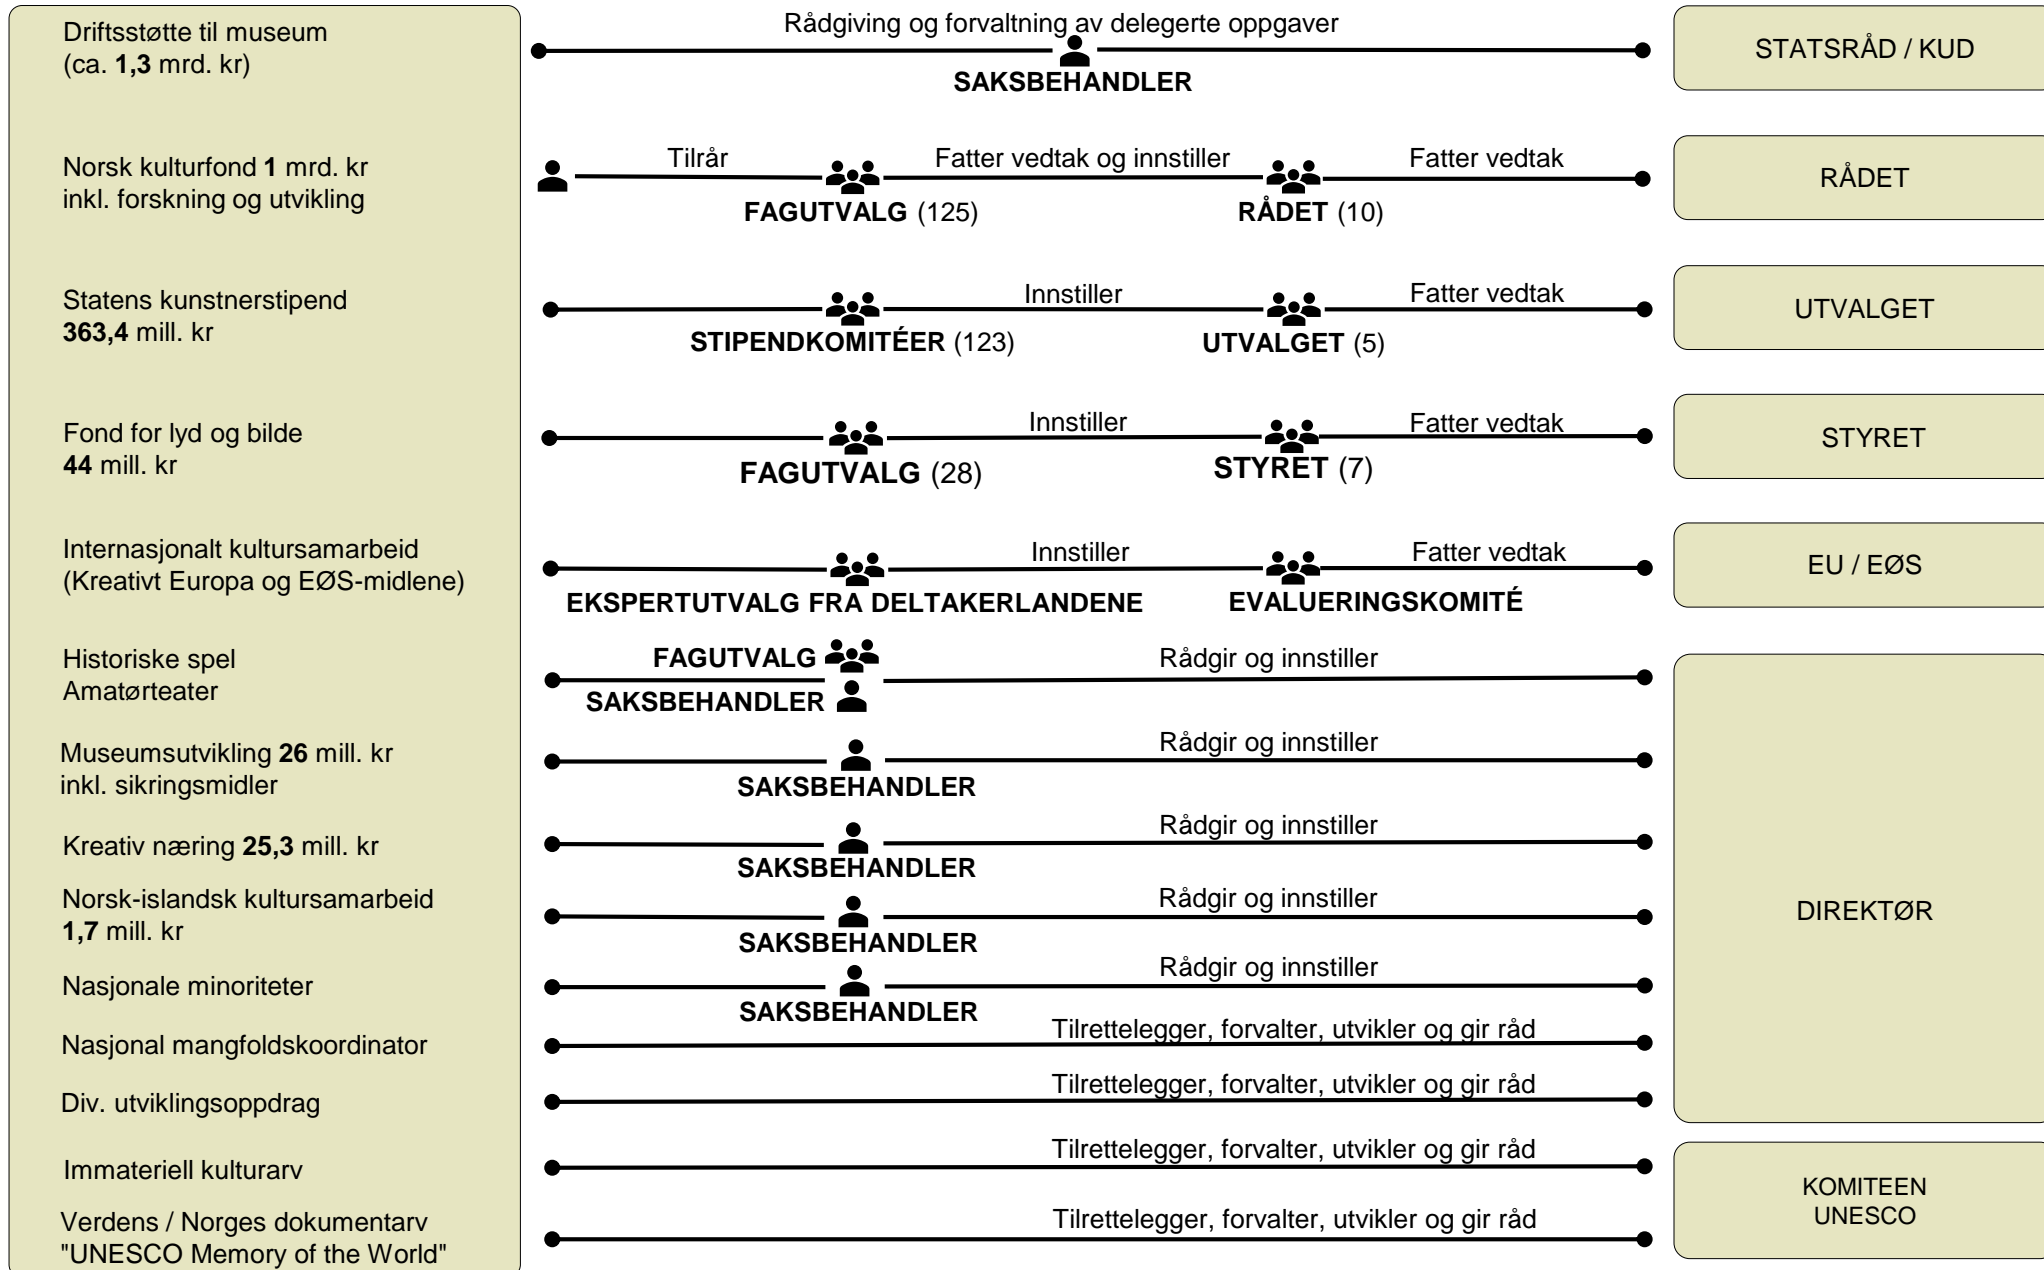 Driftsstøtte til museum
(ca. 1,3 mrd. kr)
Rådgiving og forvaltning av delegerte oppgaver
SAKSBEHANDLER
STATSRÅD / KUD
Norsk kulturfond 1 mrd. kr
inkl. forskning og utvikling
Tilrår
Fatter vedtak og innstiller
Fatter vedtak
FAGUTVALG (125)
RÅDET (10)
RÅDET
Statens kunstnerstipend
363,4 mill. kr
Innstiller
Fatter vedtak
STIPENDKOMITÉER (123)
UTVALGET (5)
UTVALGET
Fond for lyd og bilde
44 mill. kr
Innstiller
Fatter vedtak
FAGUTVALG (28)
STYRET (7)
STYRET
Internasjonalt kultursamarbeid
(Kreativt Europa og EØS-midlene)
Innstiller
Fatter vedtak
EKSPERTUTVALG FRA DELTAKERLANDENE
EVALUERINGSKOMITÉ
EU / EØS
Historiske spel
Amatørteater
FAGUTVALG
SAKSBEHANDLER
Rådgir og innstiller
Museumsutvikling 26 mill. kr
inkl. sikringsmidler
Rådgir og innstiller
SAKSBEHANDLER
Kreativ næring 25,3 mill. kr
Rådgir og innstiller
SAKSBEHANDLER
Norsk-islandsk kultursamarbeid
1,7 mill. kr
Rådgir og innstiller
SAKSBEHANDLER
DIREKTØR
Nasjonale minoriteter
Rådgir og innstiller
SAKSBEHANDLER
Nasjonal mangfoldskoordinator
Tilrettelegger, forvalter, utvikler og gir råd
Div. utviklingsoppdrag
Tilrettelegger, forvalter, utvikler og gir råd
Immateriell kulturarv
Tilrettelegger, forvalter, utvikler og gir råd
Verdens / Norges dokumentarv
"UNESCO Memory of the World"
Tilrettelegger, forvalter, utvikler og gir råd
KOMITEEN
UNESCO